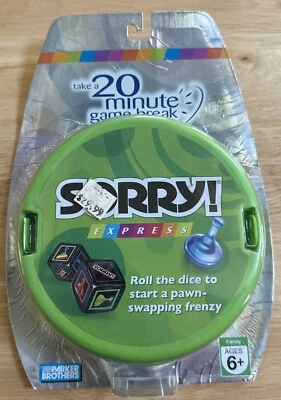 take a 20
minute
game break
SORRY!
EXPRESS
Roll the dice to
start a pawn-
swapping frenzy
PARKER
BROTHERS
Family
AGES
6+